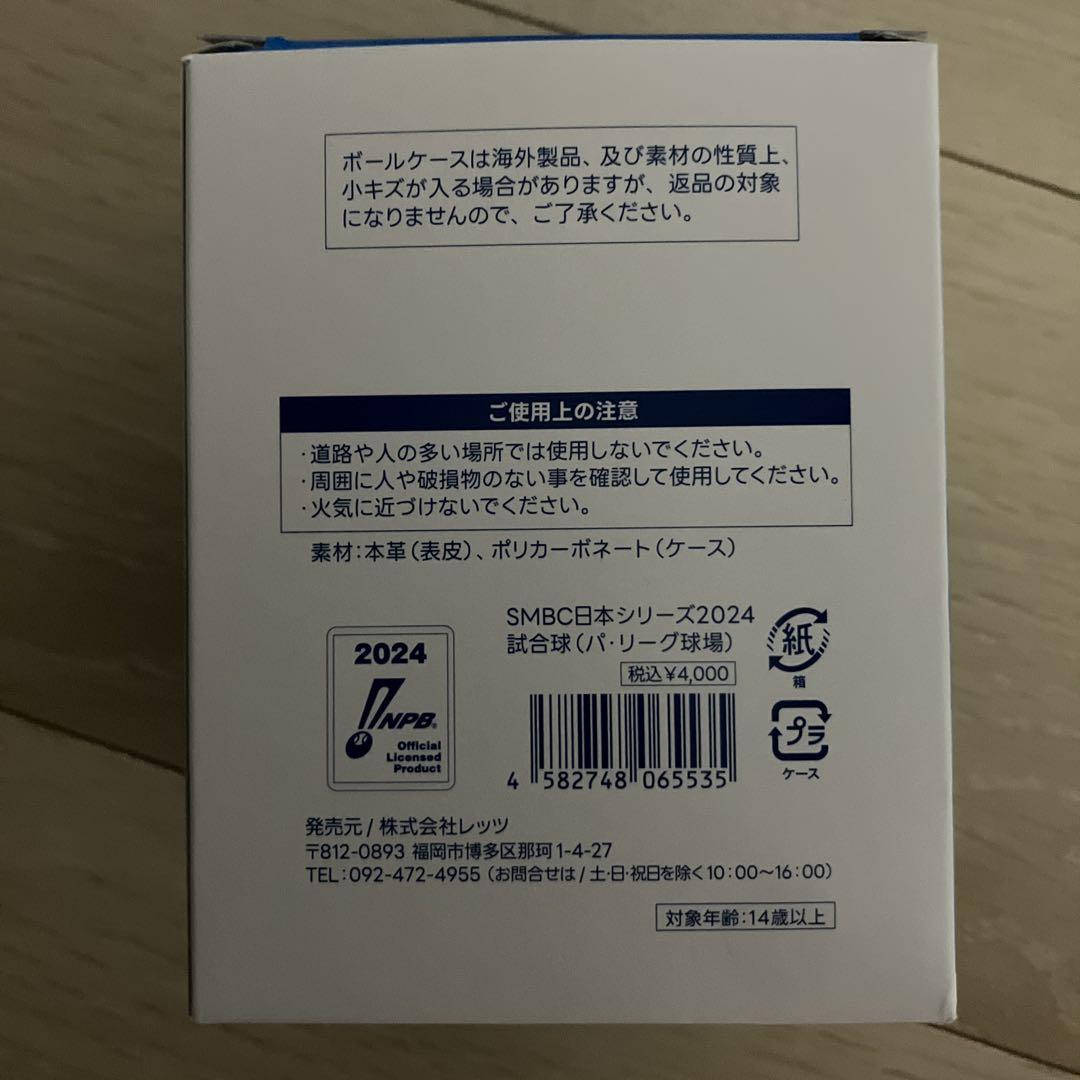 ボールケースは海外製品、及び素材の性質上、
小キズが入る場合がありますが、返品の対象
になりませんので、ご了承ください。
ご使用上の注意
・道路や人の多い場所では使用しないでください。
・周囲に人や破損物のない事を確認して使用してください。
・火気に近づけないでください。
素材：本革（表皮）、ポリカーボネート（ケース）
SMBC日本シリーズ2024
試合球（パ・リーグ球場）
税込¥4,000
紙
箱
プラ
ケース
2024
NPB®
Official
Licensed
Product
4 582748 065535
発売元/株式会社レッツ
〒812-0893 福岡市博多区那珂1-4-27
TEL：092-472-4955（お問合せは/土・日・祝日を除く10：00〜16：00）
対象年齢：14歳以上